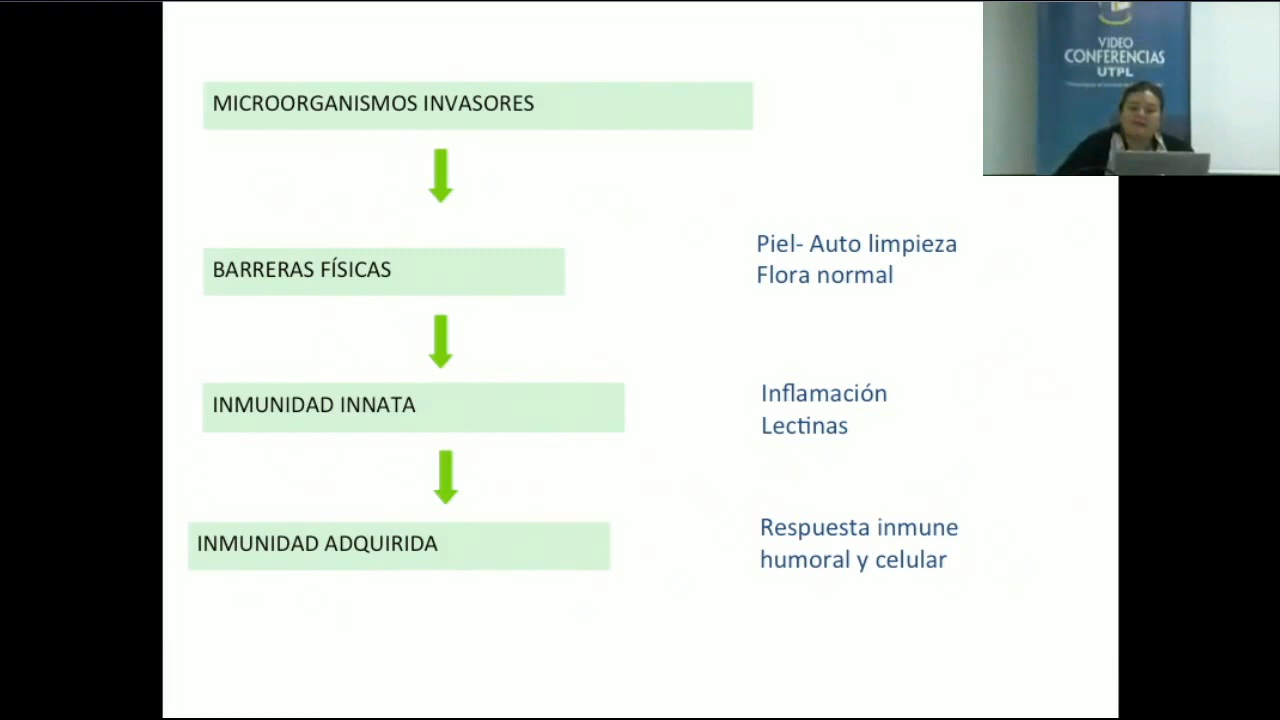 MICROORGANISMOS INVASORES
VIDEO
CONFERENCIAS
UTPL
BARRERAS FÍSICAS
Piel- Auto limpieza
Flora normal
INMUNIDAD INNATA
Inflamación
Lectinas
INMUNIDAD ADQUIRIDA
Respuesta inmune
humoral y celular